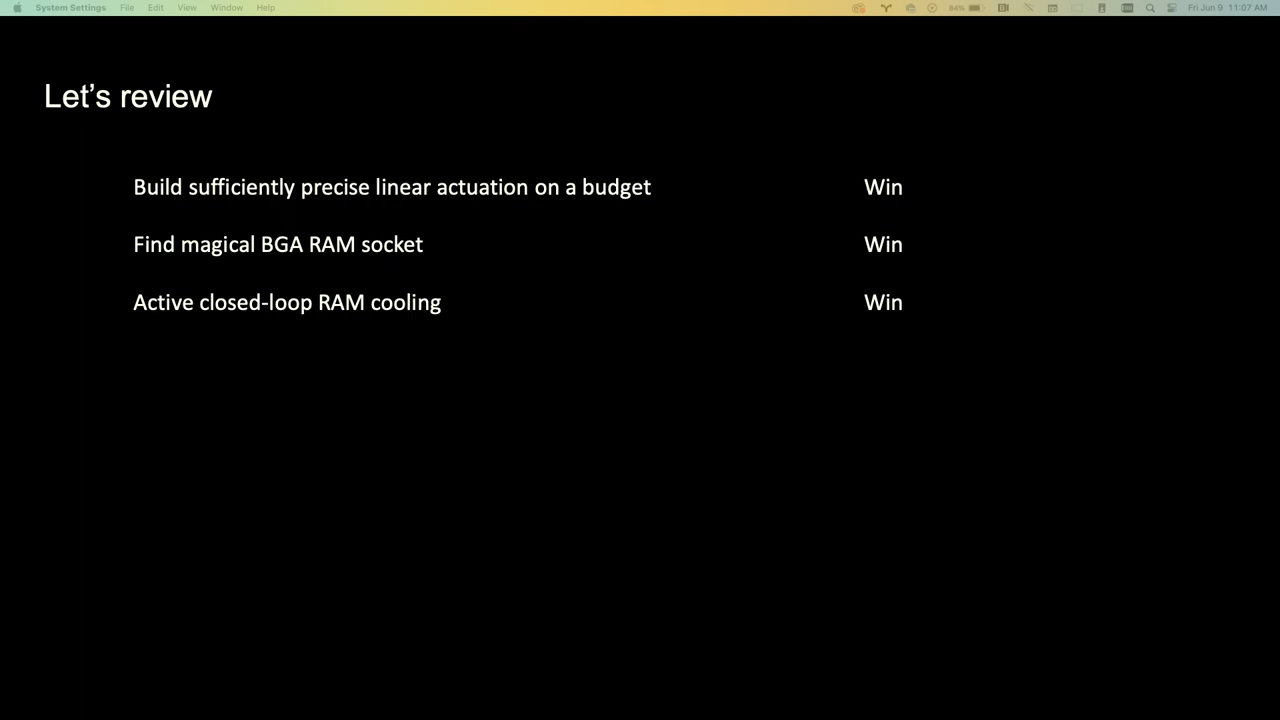 System Settings File Edit View Window Help 84% Fri Jun 9 11:07 AM
Let's review
Build sufficiently precise linear actuation on a budget Win
Find magical BGA RAM socket Win
Active closed-loop RAM cooling Win